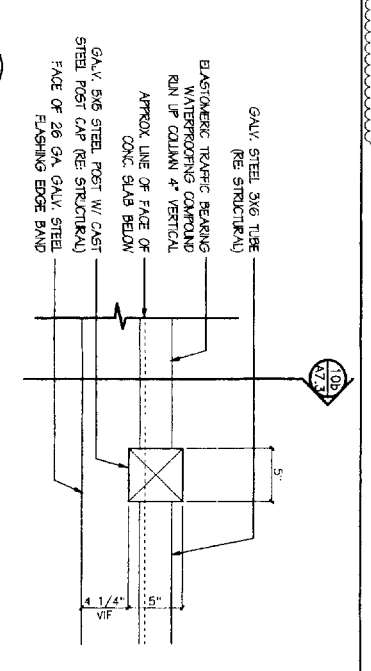 GALV. STEEL 3X6 TUBE
(RE: STRUCTURAL)
ELASTOMERIC TRAFFIC BEARING
WATERPROOFING COMPOUND
RUN UP COLUMN 4" VERTICAL
APPROX. LINE OF FACE OF
CONC. SLAB BELOW
GALV. 5X5 STEEL POST W/ CAST
STEEL POST CAP (RE: STRUCTURAL)
FACE OF 26 GA. GALV. STEEL
FLASHING EDGE BAND
10b
A7.3
5"
4 1/4"
VIF
5"